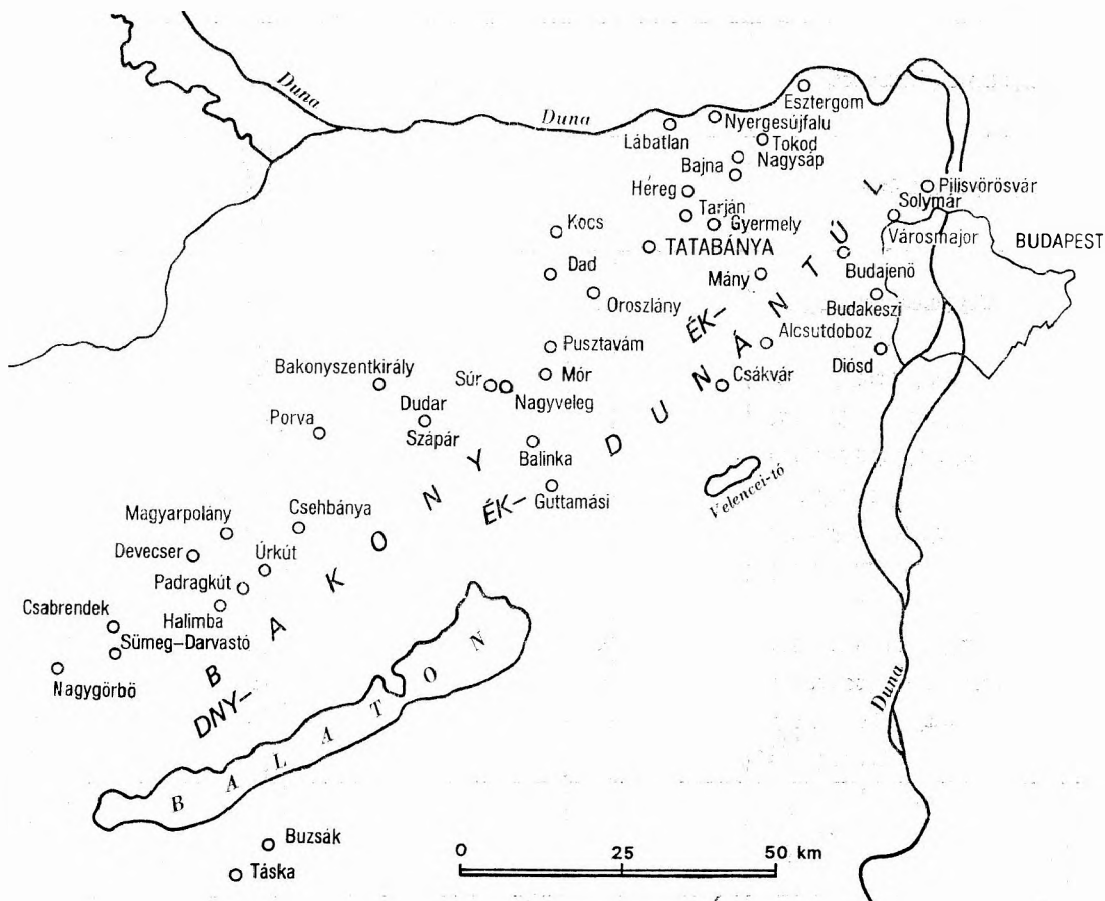 Duna
Duna
Esztergom
Nyergesújfalu
Lábatlan
Tokod
Nagysáp
Bajna
Pilisvörösvár
Héreg
Solymár
Tarján
Gyermely
Kocs
Városmajor
BUDAPEST
TATABÁNYA
Dad
Mány
Budajenö
Oroszlány
Budakeszi
ÉK–
DUNÁNTÚL
Alcsutdoboz
Pusztavám
Diósd
Bakonyszentkirály
Súr
Mór
Csákvár
Nagyveleg
Dudar
Porva
Szápár
Balinka
Velencei-tó
ÉK–
Guttamási
Csehbánya
Magyarpolány
Devecser
Úrkút
Padragkút
Csabrendek
Halimba
Sümeg–Darvastó
BAKONY
Nagygörbö
DNY–
Duna
BALATON
Buzsák
Táska
0 25 50 km